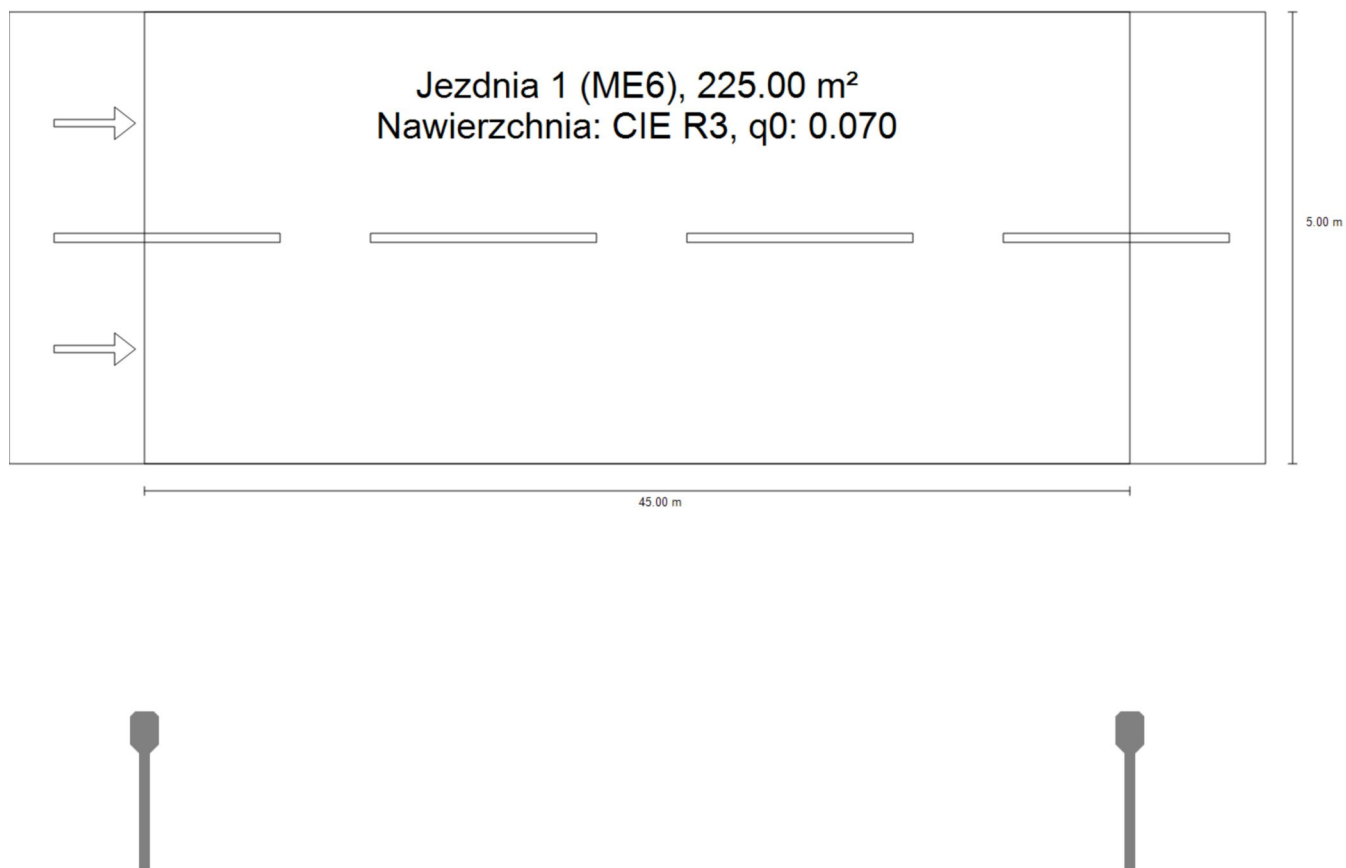 Jezdnia 1 (ME6), 225.00 m²
Nawierzchnia: CIE R3, q0: 0.070
5.00 m
45.00 m